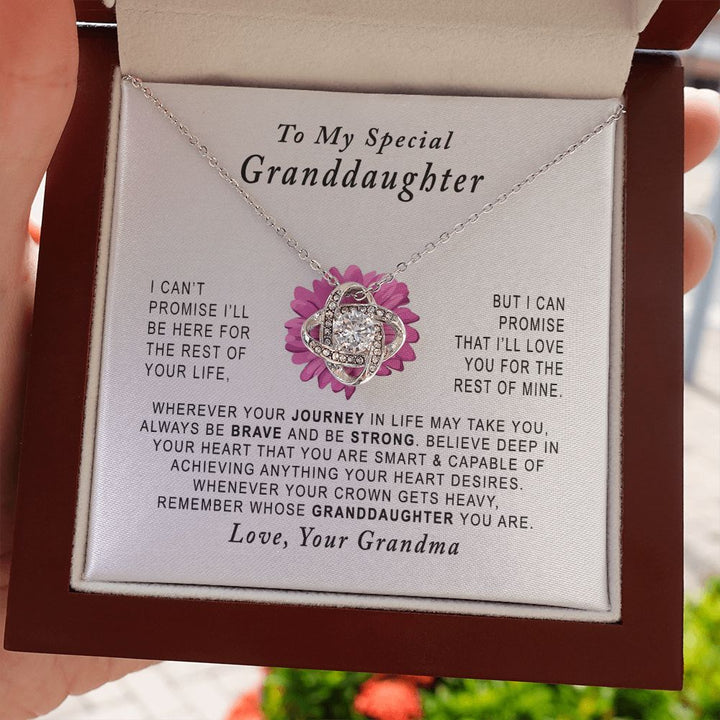 To My Special
Granddaughter
I CAN'T
PROMISE I'LL
BE HERE FOR
THE REST OF
YOUR LIFE,
BUT I CAN
PROMISE
THAT I'LL LOVE
YOU FOR THE
REST OF MINE.
WHEREVER YOUR JOURNEY IN LIFE MAY TAKE YOU,
ALWAYS BE BRAVE AND BE STRONG. BELIEVE DEEP IN
YOUR HEART THAT YOU ARE SMART & CAPABLE OF
ACHIEVING ANYTHING YOUR HEART DESIRES.
WHENEVER YOUR CROWN GETS HEAVY,
REMEMBER WHOSE GRANDDAUGHTER YOU ARE.
Love, Your Grandma